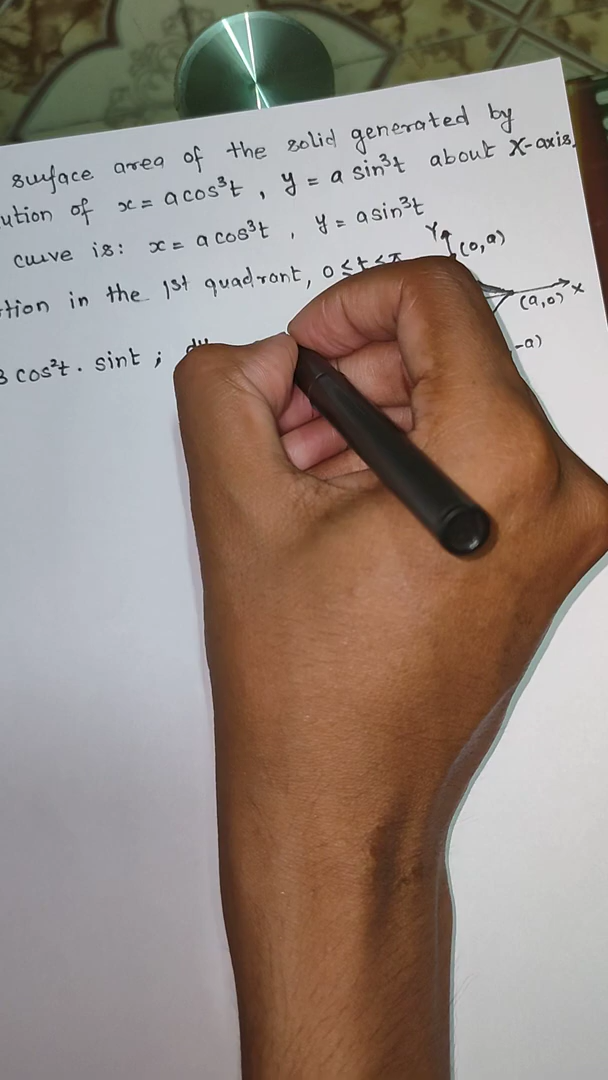 surface area of the solid generated by
ution of x = a cos³t , y = a sin³t about X-axis.
curve is: x = a cos³t , y = a sin³t
tion in the 1st quadrant, 0 ≤ t ≤ π
Y
(0,a)
(a,0) X
-a)
3 cos²t · sint ; dy